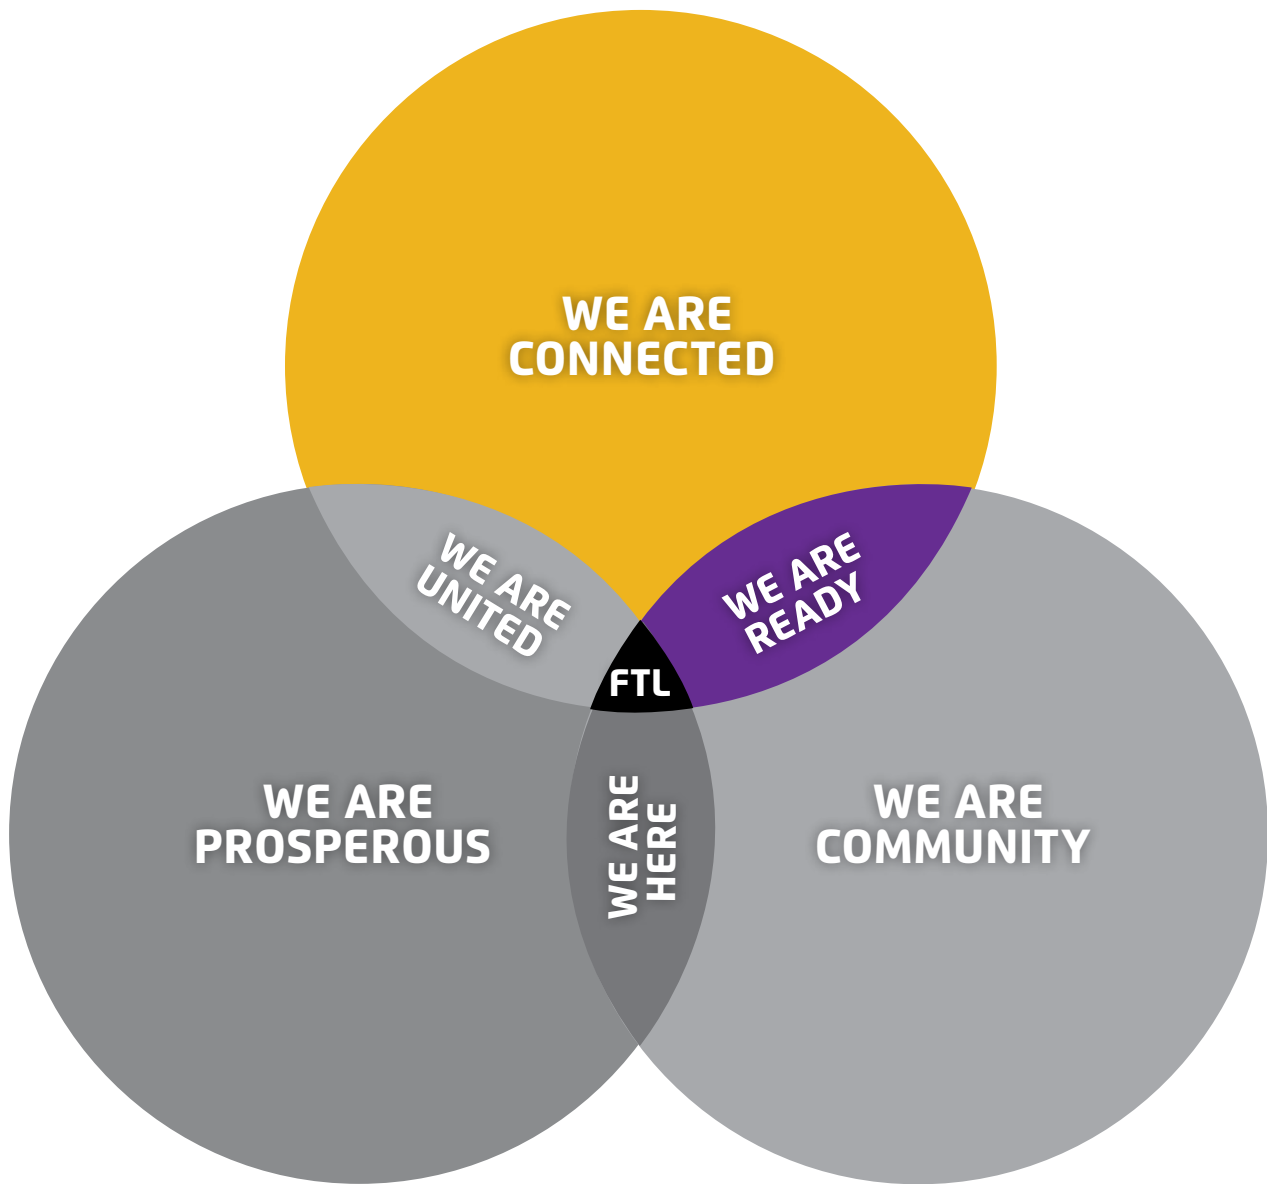 WE ARE
CONNECTED
WE ARE
UNITED
WE ARE
READY
FTL
WE ARE
PROSPEROUS
WE ARE
HERE
WE ARE
COMMUNITY